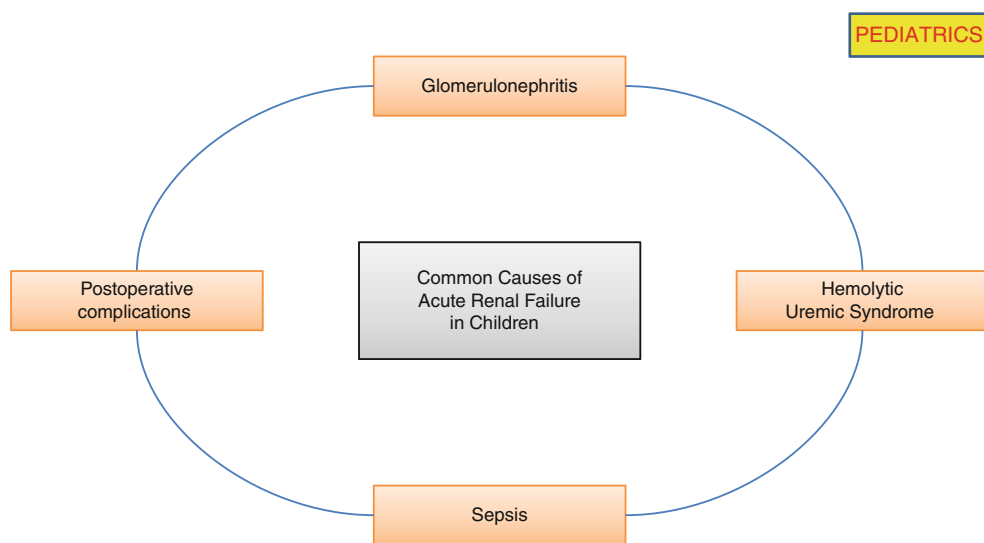 PEDIATRICS
Glomerulonephritis
Postoperative
complications
Common Causes of
Acute Renal Failure
in Children
Hemolytic
Uremic Syndrome
Sepsis